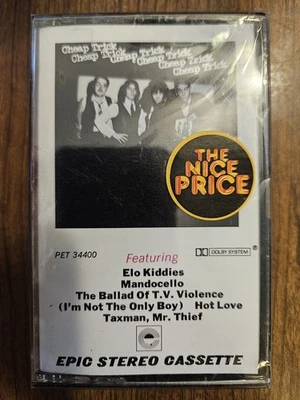 Cheap Trick
Cheap Trick
Cheap Trick
Cheap Trick
Cheap Trick
Cheap Trick
THE
NICE
PRICE
PET 34400
Featuring
DOLBY SYSTEM
®
Elo Kiddies
Mandocello
The Ballad Of T.V. Violence
(I'm Not The Only Boy) Hot Love
Taxman, Mr. Thief
EPIC STEREO CASSETTE